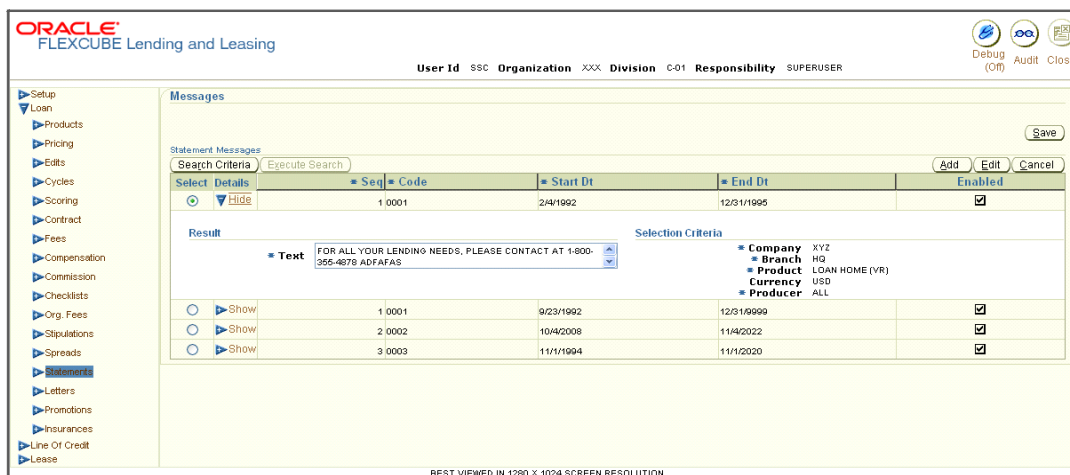 ORACLE
FLEXCUBE Lending and Leasing
Debug (Off)
Audit
Clos
User Id SSC Organization XXX Division C-01 Responsibility SUPERUSER
Setup
Loan
Products
Pricing
Edits
Cycles
Scoring
Contract
Fees
Compensation
Commission
Checklists
Org. Fees
Stipulations
Spreads
Statements
Letters
Promotions
Insurances
Line Of Credit
Lease
Messages
Save
Statement Messages
Search Criteria Execute Search Add Edit Cancel
Select Details * Seq * Code * Start Dt * End Dt Enabled
Hide 1 0001 2/4/1992 12/31/1995
Result
* Text FOR ALL YOUR LENDING NEEDS, PLEASE CONTACT AT 1-800-
355-4878 ADFAFAS
Selection Criteria
* Company XYZ
* Branch HQ
* Product LOAN HOME (VR)
Currency USD
* Producer ALL
Show 1 0001 9/23/1992 12/31/9999
Show 2 0002 10/4/2008 11/4/2022
Show 3 0003 11/1/1994 11/1/2020
BEST VIEWED IN 1280 X 1024 SCREEN RESOLUTION